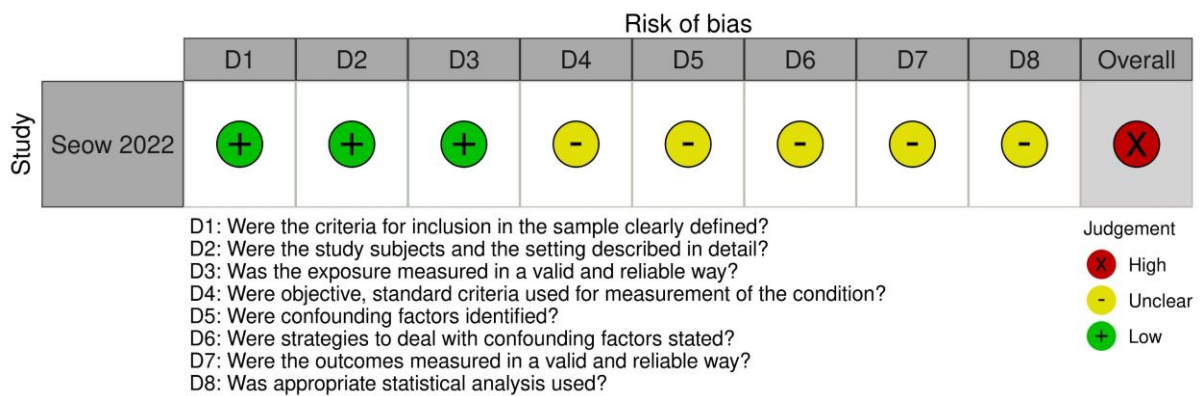 Risk of bias
D1 D2 D3 D4 D5 D6 D7 D8 Overall
Study
Seow 2022 + + + - - - - - X
D1: Were the criteria for inclusion in the sample clearly defined?
D2: Were the study subjects and the setting described in detail?
D3: Was the exposure measured in a valid and reliable way?
D4: Were objective, standard criteria used for measurement of the condition?
D5: Were confounding factors identified?
D6: Were strategies to deal with confounding factors stated?
D7: Were the outcomes measured in a valid and reliable way?
D8: Was appropriate statistical analysis used?
Judgement
X High
- Unclear
+ Low